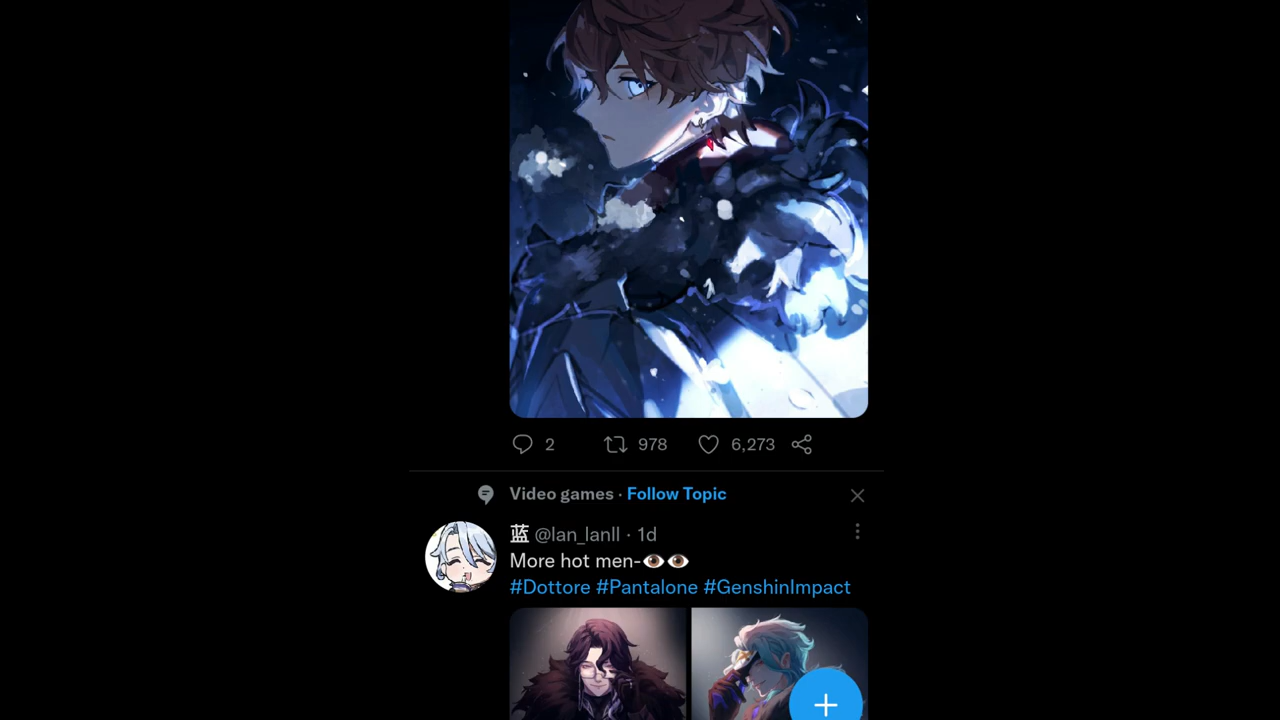 2 978 6,273
Video games · Follow Topic
蓝 @lan_lanll · 1d
More hot men-👁️👁️
#Dottore #Pantalone #GenshinImpact